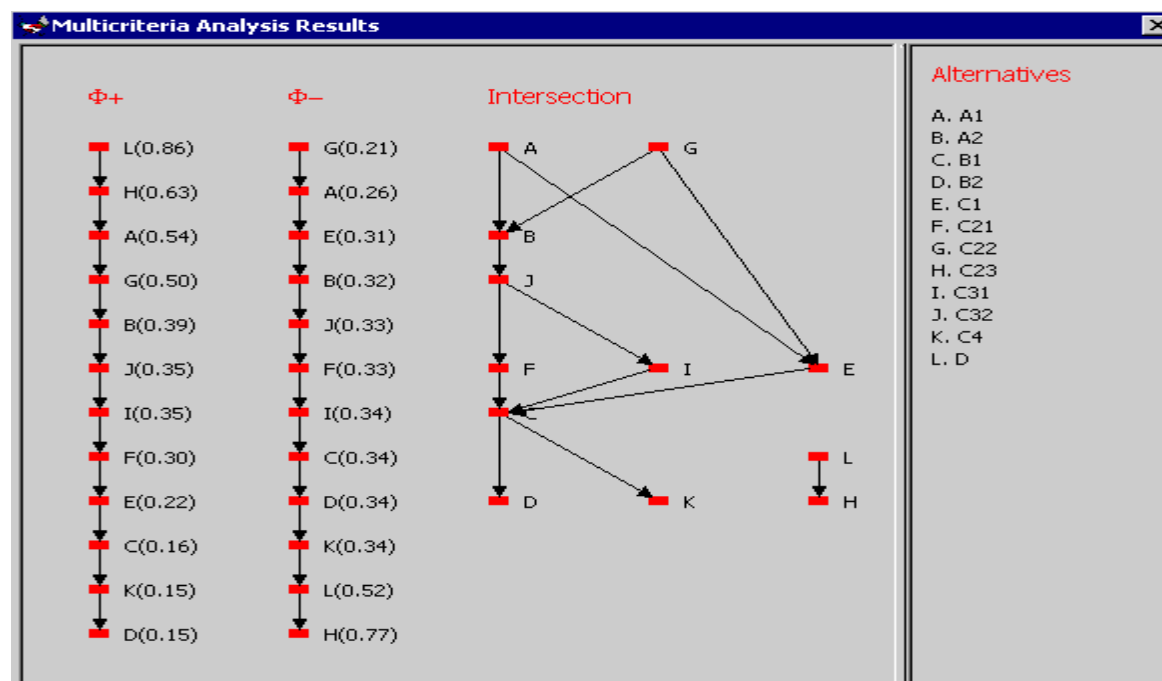 Multicriteria Analysis Results
Φ+
Φ−
Intersection
L(0.86)
H(0.63)
A(0.54)
G(0.50)
B(0.39)
J(0.35)
I(0.35)
F(0.30)
E(0.22)
C(0.16)
K(0.15)
D(0.15)
G(0.21)
A(0.26)
E(0.31)
B(0.32)
J(0.33)
F(0.33)
I(0.34)
C(0.34)
D(0.34)
K(0.34)
L(0.52)
H(0.77)
A
G
B
J
F
I
E
C
L
D
K
H
Alternatives
A. A1
B. A2
C. B1
D. B2
E. C1
F. C21
G. C22
H. C23
I. C31
J. C32
K. C4
L. D